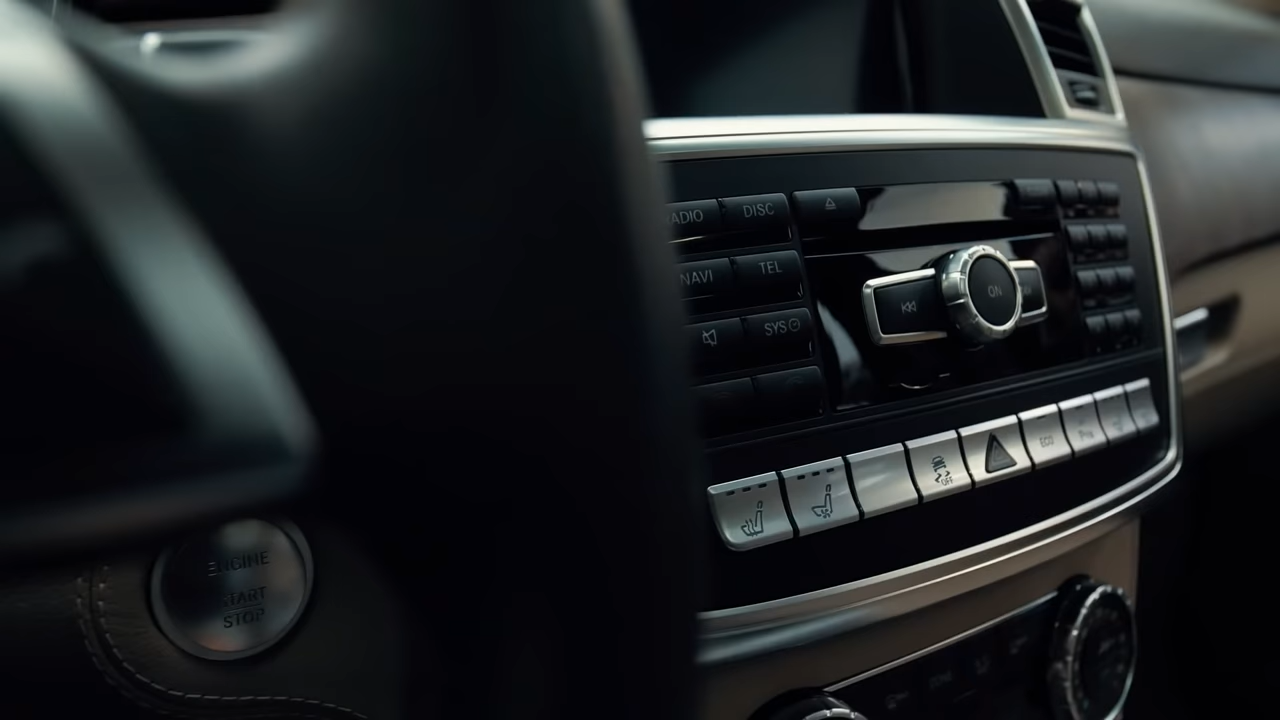 ADIO DISC
NAVI TEL
SYS
ON
OFF
ECO
ENGINE
START
STOP